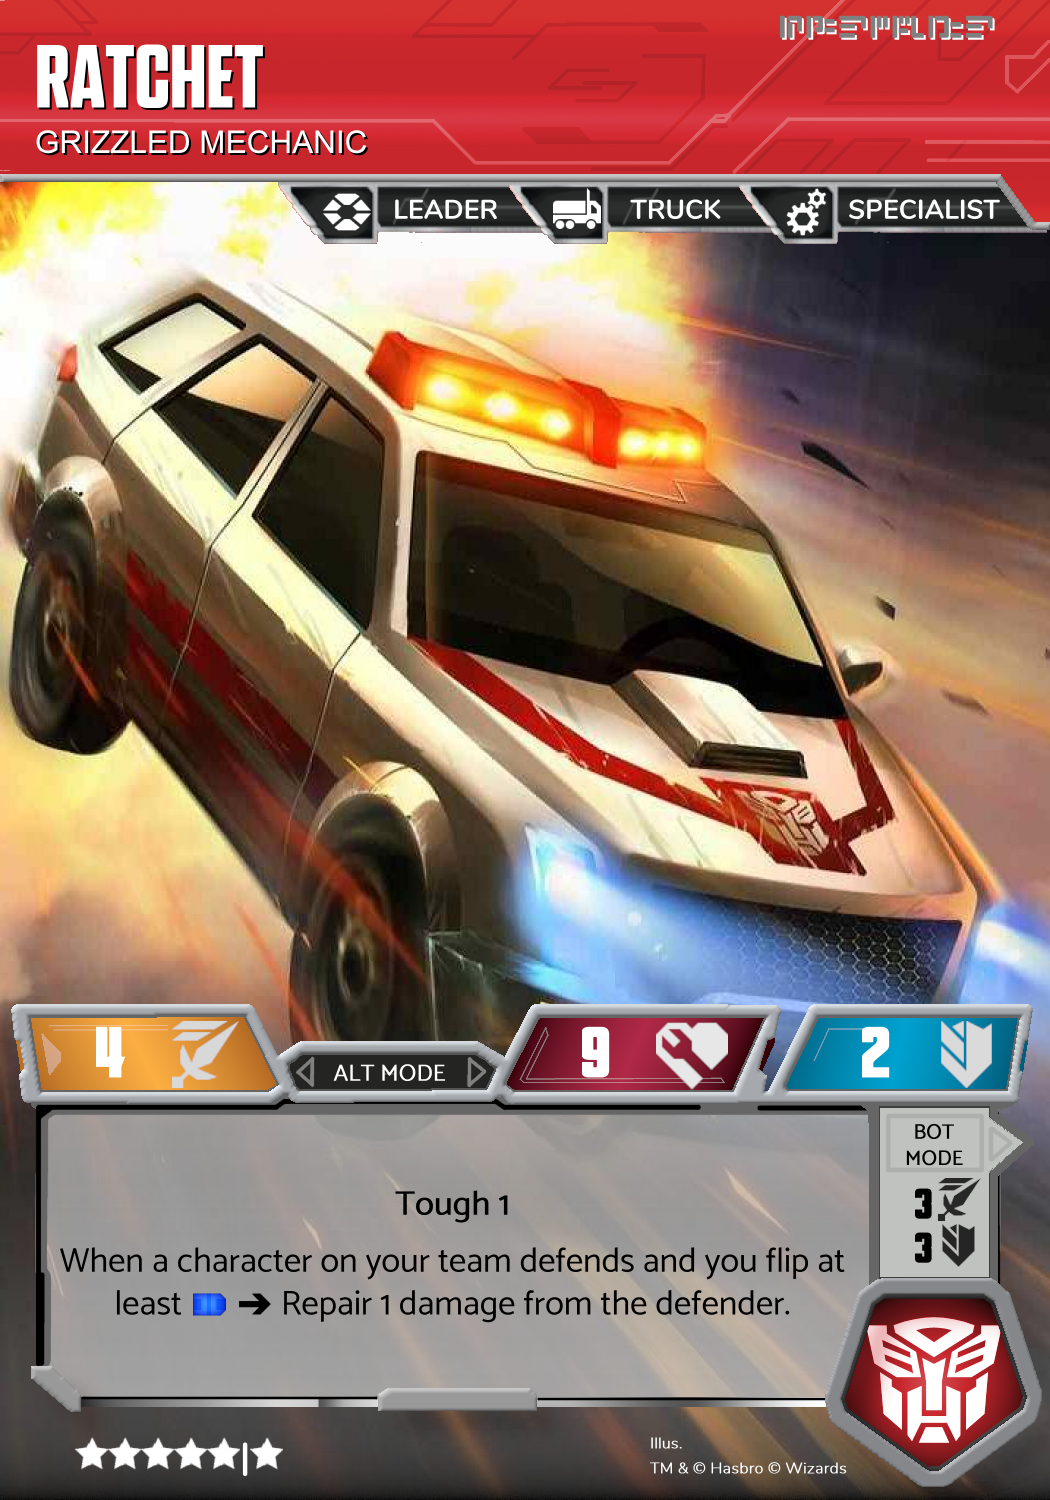 RATCHET
GRIZZLED MECHANIC
LEADER TRUCK SPECIALIST
4 9 2
ALT MODE
BOT
MODE
3
3
Tough 1
When a character on your team defends and you flip at
least ➔ Repair 1 damage from the defender.
Illus.
TM & © Hasbro © Wizards